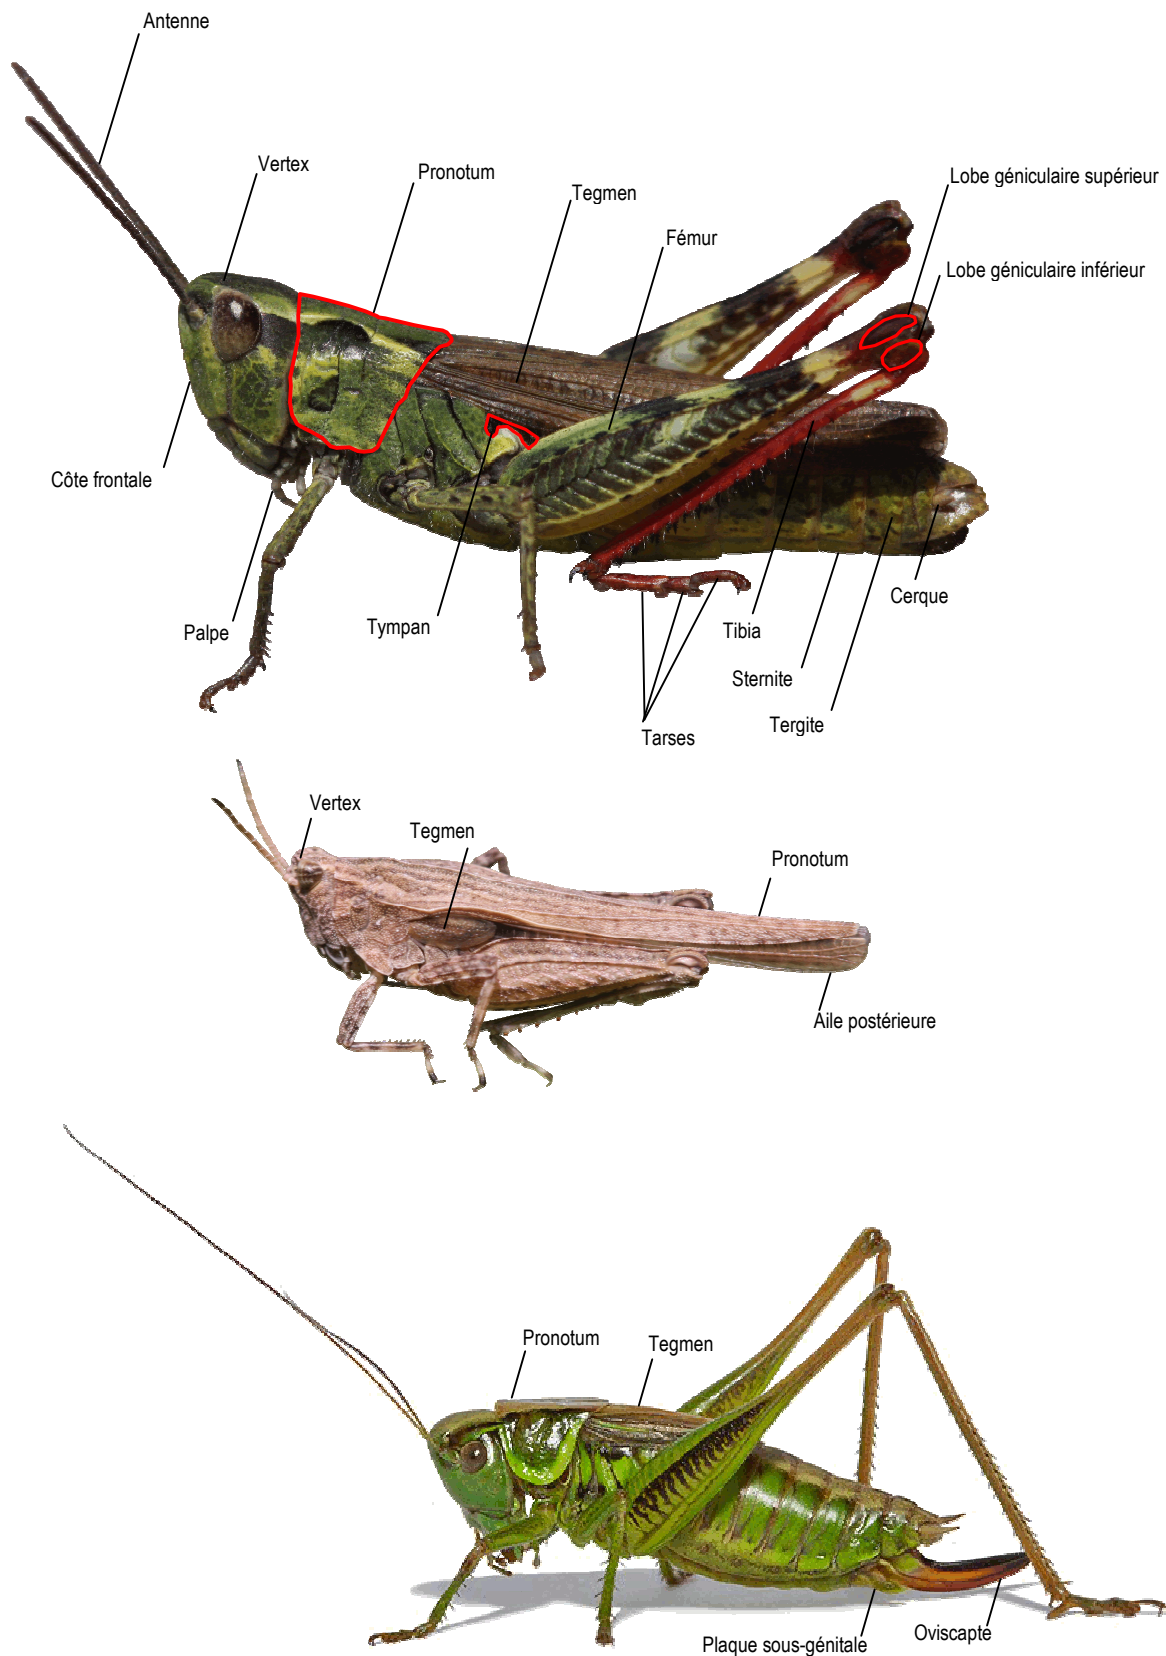 Antenne
Vertex
Pronotum
Tegmen
Lobe géniculaire supérieur
Fémur
Lobe géniculaire inférieur
Côte frontale
Cerque
Palpe
Tympan
Tibia
Sternite
Tergite
Tarses
Vertex
Tegmen
Pronotum
Aile postérieure
Pronotum
Tegmen
Plaque sous-génitale
Oviscapte